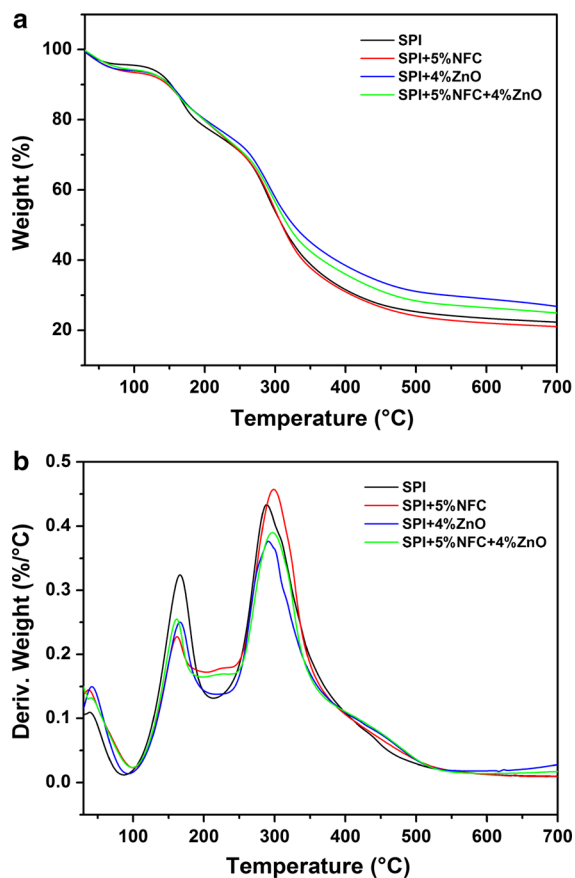 a
SPI
SPI+5%NFC
SPI+4%ZnO
SPI+5%NFC+4%ZnO
100
80
60
40
20
Weight (%)
100 200 300 400 500 600 700
Temperature (°C)
b
SPI
SPI+5%NFC
SPI+4%ZnO
SPI+5%NFC+4%ZnO
0.5
0.4
0.3
0.2
0.1
0.0
Deriv. Weight (%/°C)
100 200 300 400 500 600 700
Temperature (°C)